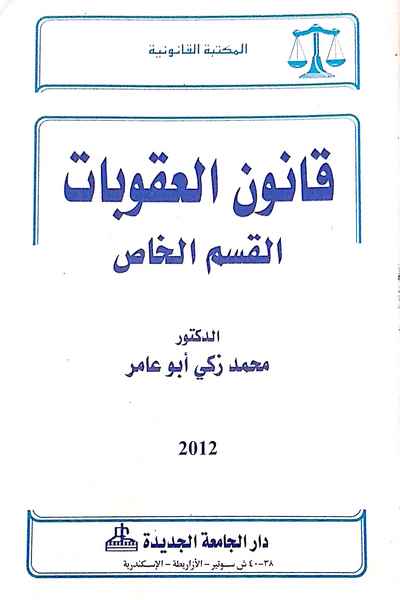 المكتبة القانونية
قانون العقوبات
القسم الخاص
الدكتور
محمد زكي أبو عامر
2012
دار الجامعة الجديدة
٣٨-٤٠ ش سوتير - الأزاريطة - الإسكندرية